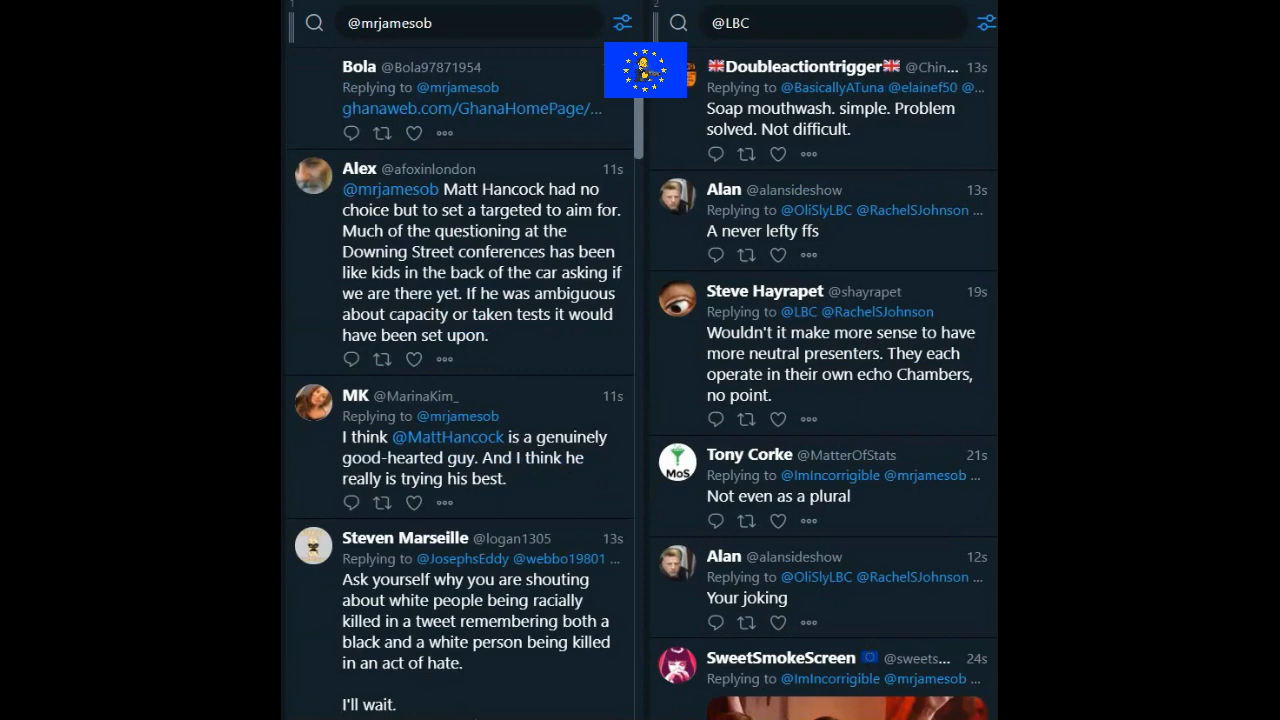 1
@mrjamesob
Bola @Bola97871954
Replying to @mrjamesob
ghanaweb.com/GhanaHomePage/...
Alex @afoxinlondon 11s
@mrjamesob Matt Hancock had no
choice but to set a targeted to aim for.
Much of the questioning at the
Downing Street conferences has been
like kids in the back of the car asking if
we are there yet. If he was ambiguous
about capacity or taken tests it would
have been set upon.
MK @MarinaKim_ 11s
Replying to @mrjamesob
I think @MattHancock is a genuinely
good-hearted guy. And I think he
really is trying his best.
Steven Marseille @logan1305 13s
Replying to @JosephsEddy @webbo19801 ...
Ask yourself why you are shouting
about white people being racially
killed in a tweet remembering both a
black and a white person being killed
in an act of hate.
I'll wait.
2
@LBC
🇬🇧Doubleactiontrigger🇬🇧 @Chin... 13s
Replying to @BasicallyATuna @elainef50 @...
Soap mouthwash. simple. Problem
solved. Not difficult.
Alan @alansideshow 13s
Replying to @OliSlyLBC @RachelSJohnson ...
A never lefty ffs
Steve Hayrapet @shayrapet 19s
Replying to @LBC @RachelSJohnson
Wouldn't it make more sense to have
more neutral presenters. They each
operate in their own echo Chambers,
no point.
MoS
Tony Corke @MatterOfStats 21s
Replying to @ImIncorrigible @mrjamesob ...
Not even as a plural
Alan @alansideshow 12s
Replying to @OliSlyLBC @RachelSJohnson ...
Your joking
SweetSmokeScreen 🇪🇺 @sweets... 24s
Replying to @ImIncorrigible @mrjamesob ...